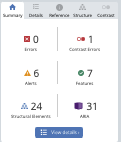 Summary Details Reference Structure Contrast
0 1
Errors Contrast Errors
6 7
Alerts Features
24 31
Structural Elements ARIA
View details